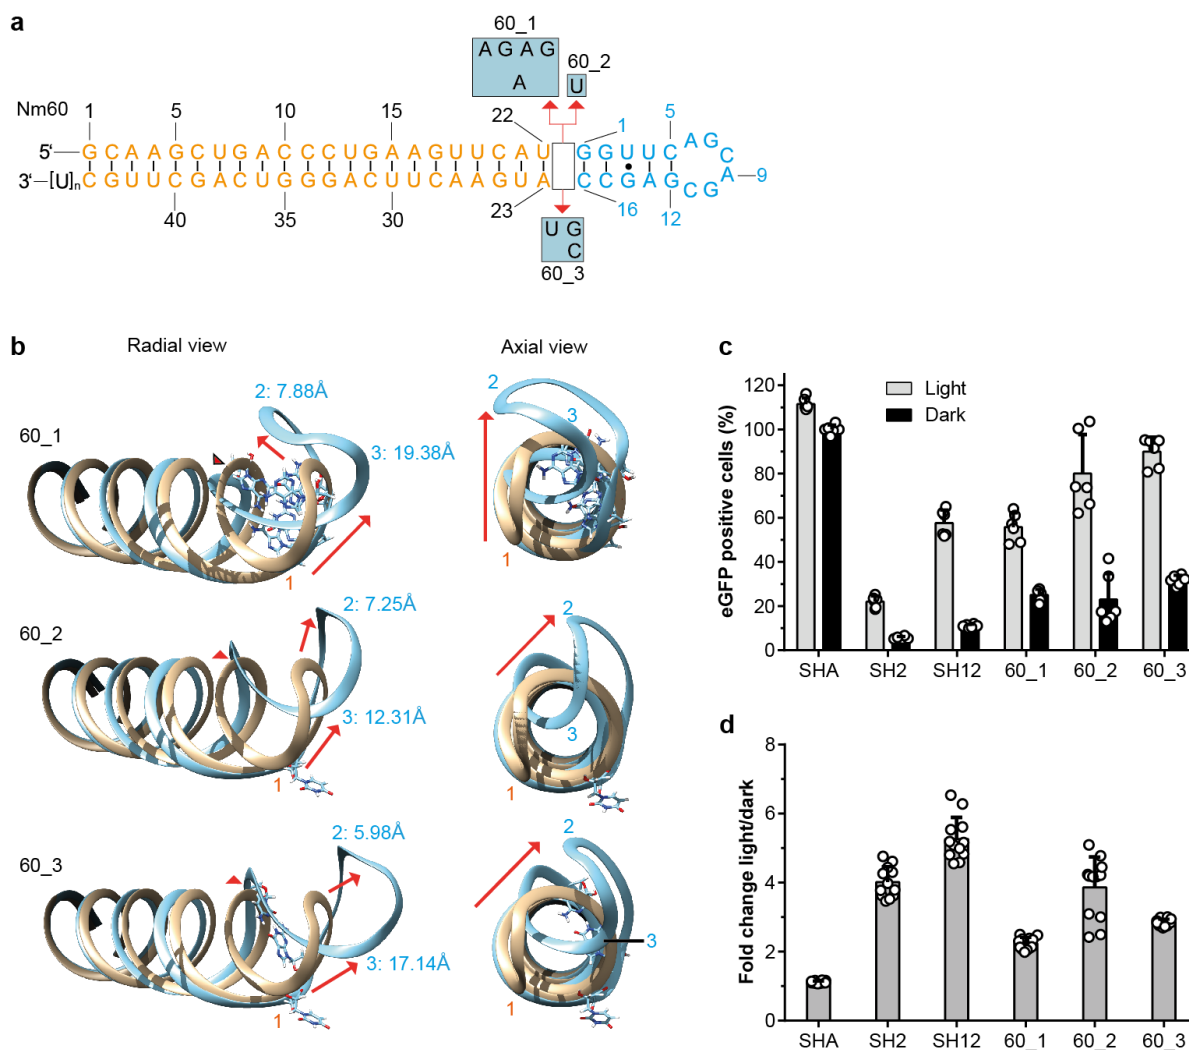 a
60_1
A G A G
A
60_2
U
Nm60
1 5 10 15 22 1 5
5‘ GCAAGCUGACCCUGAAGUUCAU GGUUCAGCA 9
3‘ [U]n CGUUCGACUGGGACUUCAAGUA CCGAGCG
40 35 30 23 16 12
U G
C
60_3
b
Radial view
Axial view
60_1
2: 7.88Å
3: 19.38Å
1
2
3
1
60_2
2: 7.25Å
3: 12.31Å
1
2
3
1
60_3
2: 5.98Å
3: 17.14Å
1
2
3
1
c
eGFP positive cells (%)
120
100
80
60
40
20
0
Light
Dark
SHA SH2 SH12 60_1 60_2 60_3
d
Fold change light/dark
8
6
4
2
0
SHA SH2 SH12 60_1 60_2 60_3